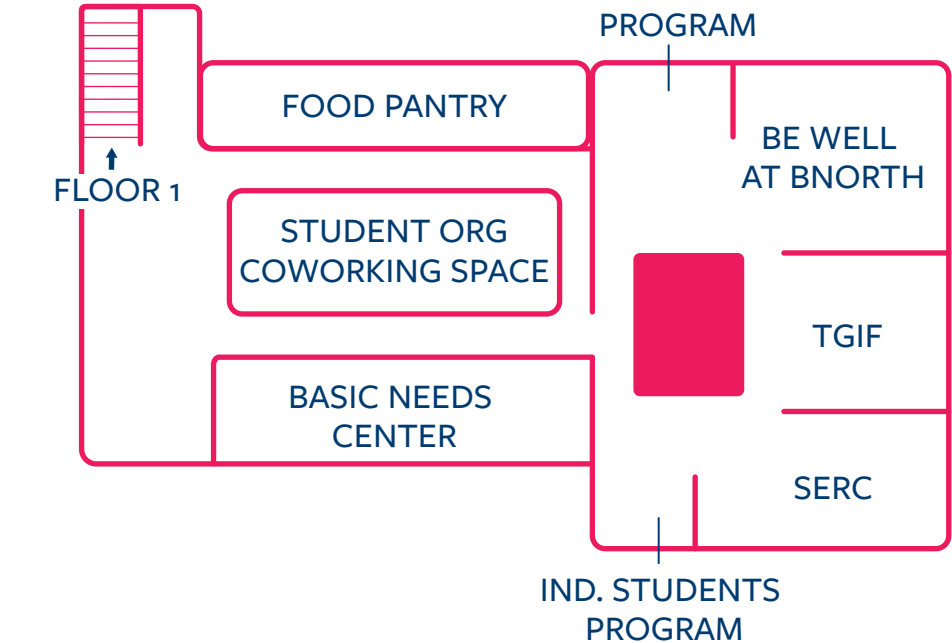 PROGRAM
FOOD PANTRY
BE WELL
AT BNORTH
FLOOR 1
STUDENT ORG
COWORKING SPACE
TGIF
BASIC NEEDS
CENTER
SERC
IND. STUDENTS
PROGRAM